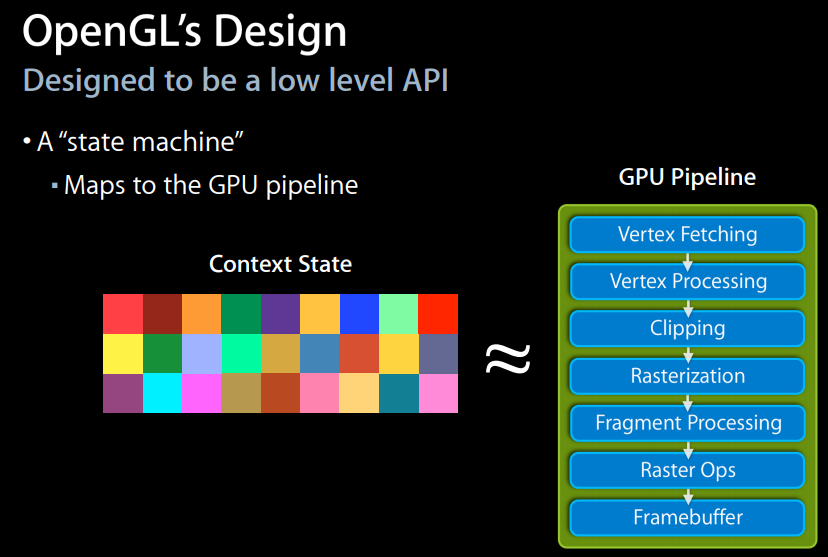 OpenGL’s Design
Designed to be a low level API
• A “state machine”
▪ Maps to the GPU pipeline
Context State
≈
GPU Pipeline
Vertex Fetching
Vertex Processing
Clipping
Rasterization
Fragment Processing
Raster Ops
Framebuffer